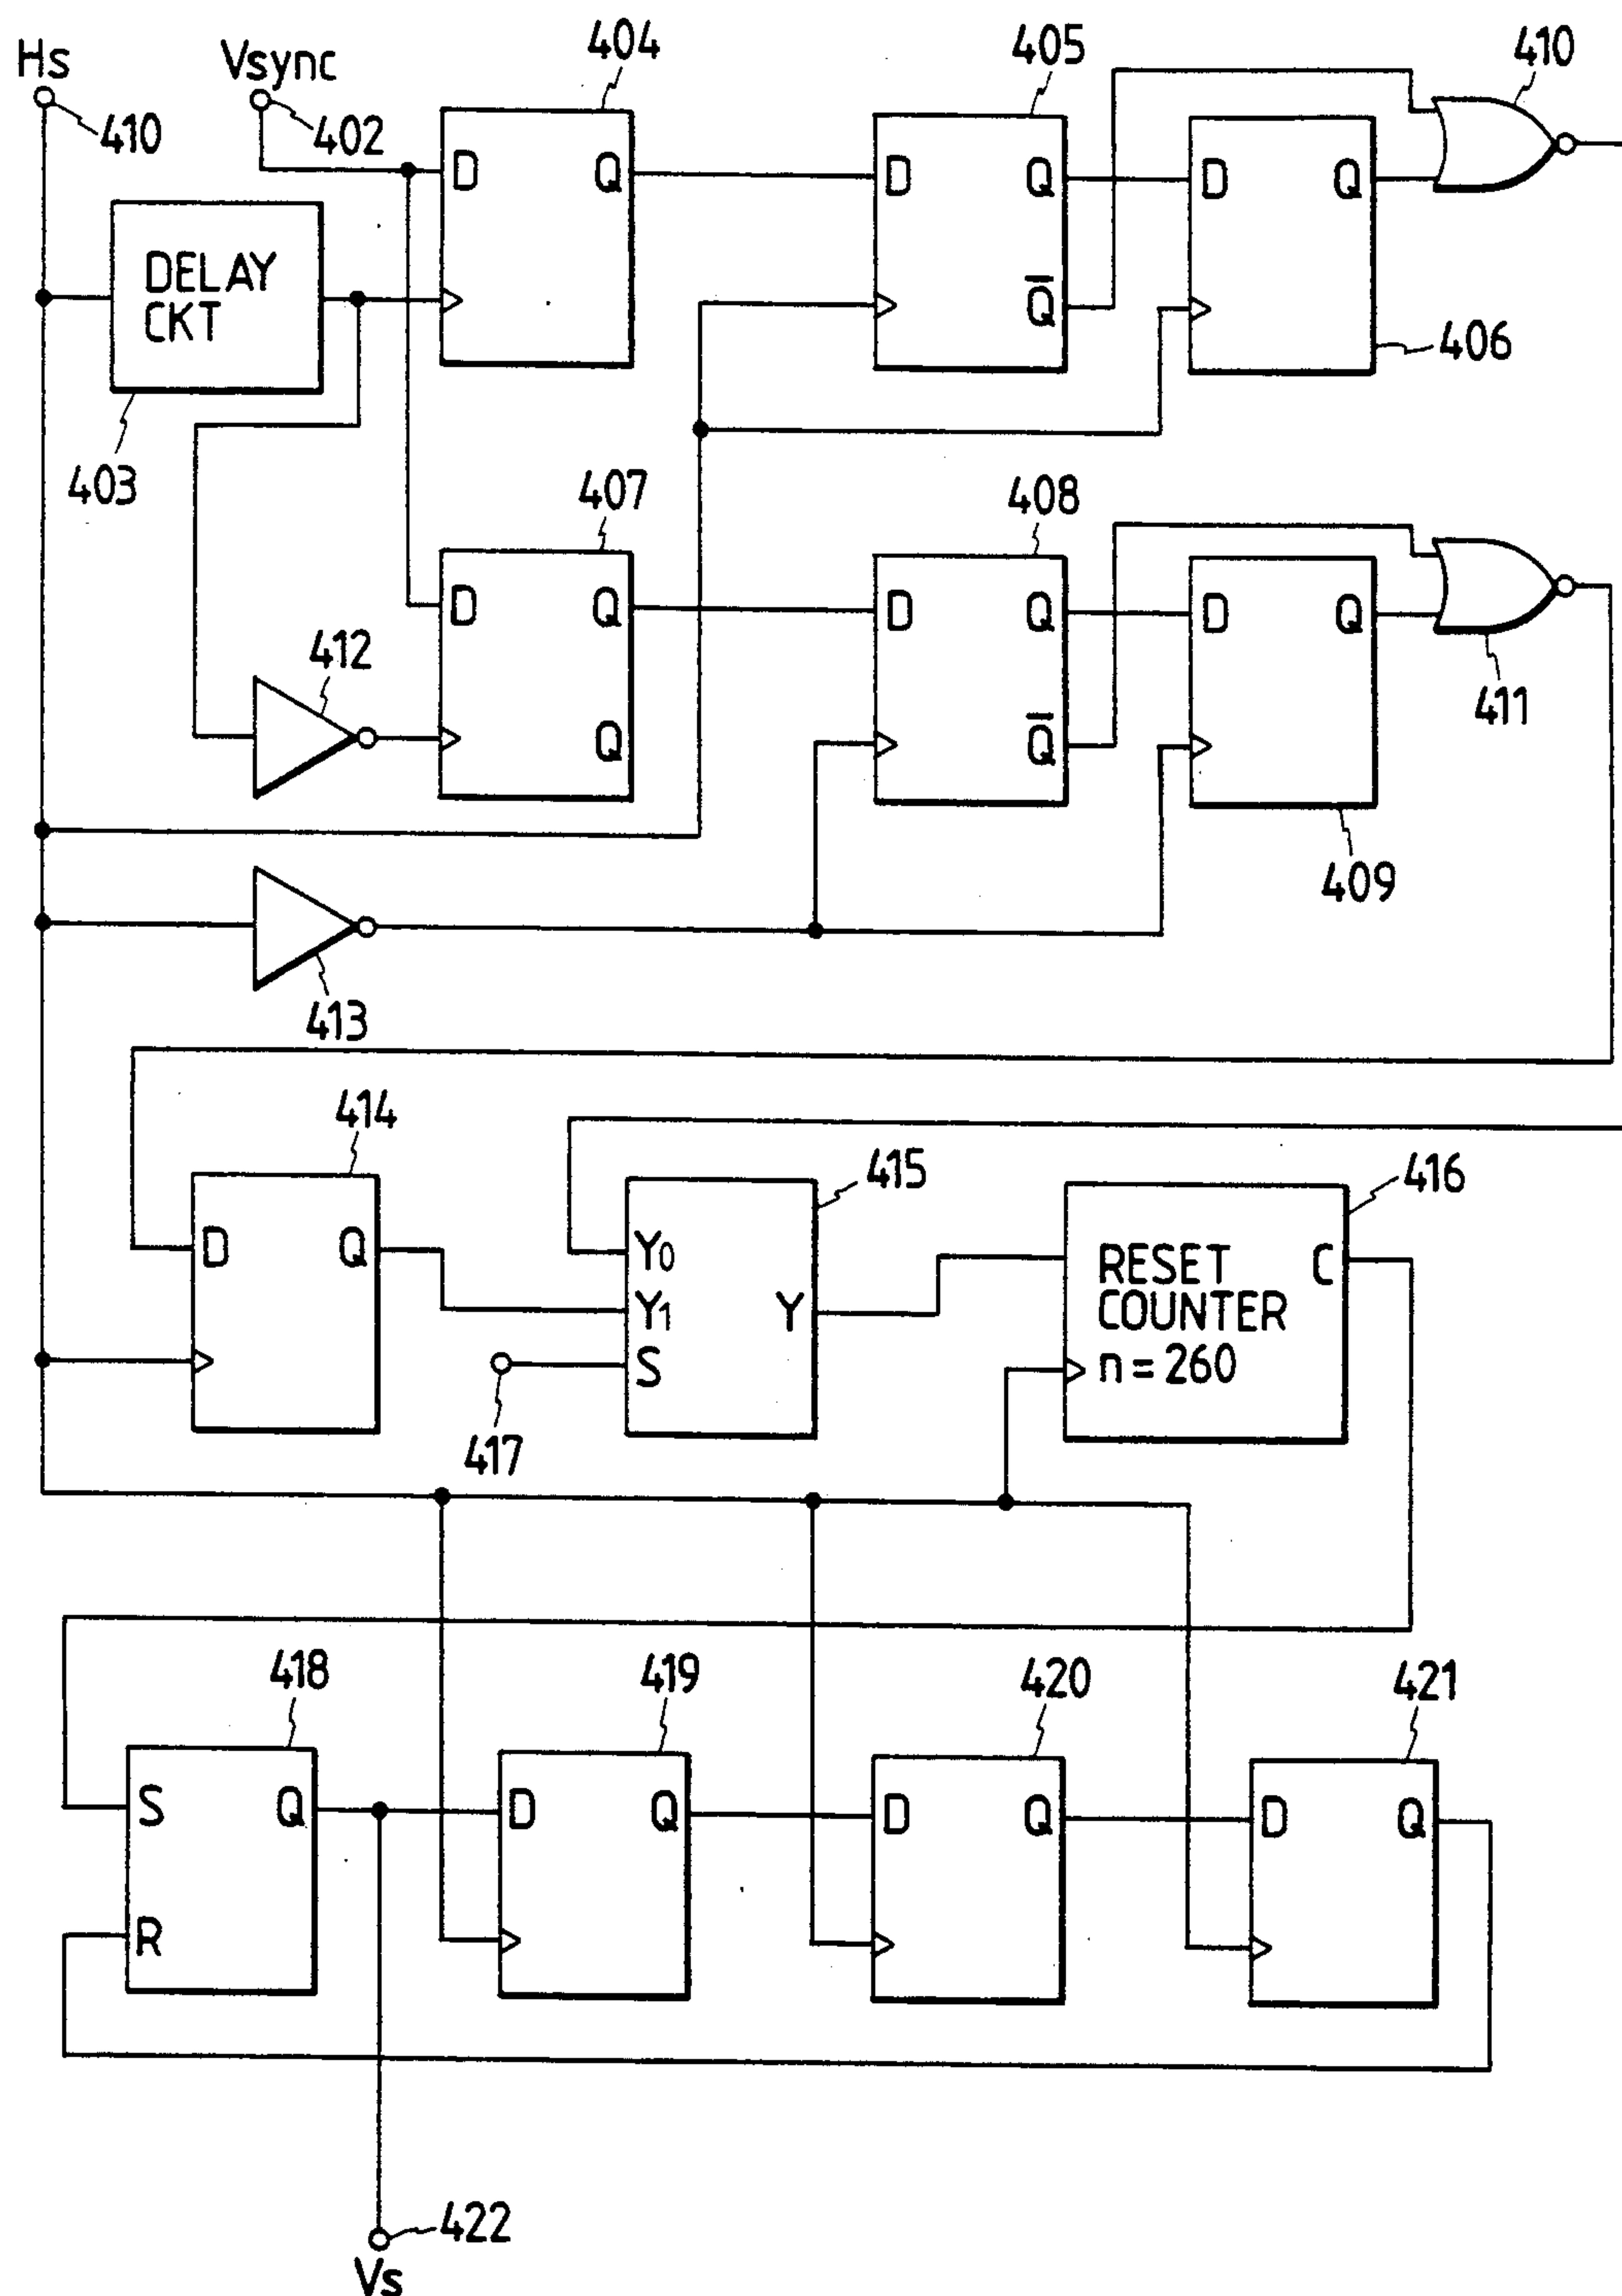 Hs
410
Vsync
402
404
405
410
DELAY
CKT
403
D Q
D Q
Q̅
D Q
406
407
408
412
D Q
Q
D Q
Q̅
D Q
411
409
413
414
415
416
D Q
Y0
Y1
S
Y
417
RESET
COUNTER
n = 260
C
418
419
420
421
S Q
R
D Q
D Q
D Q
422
Vs